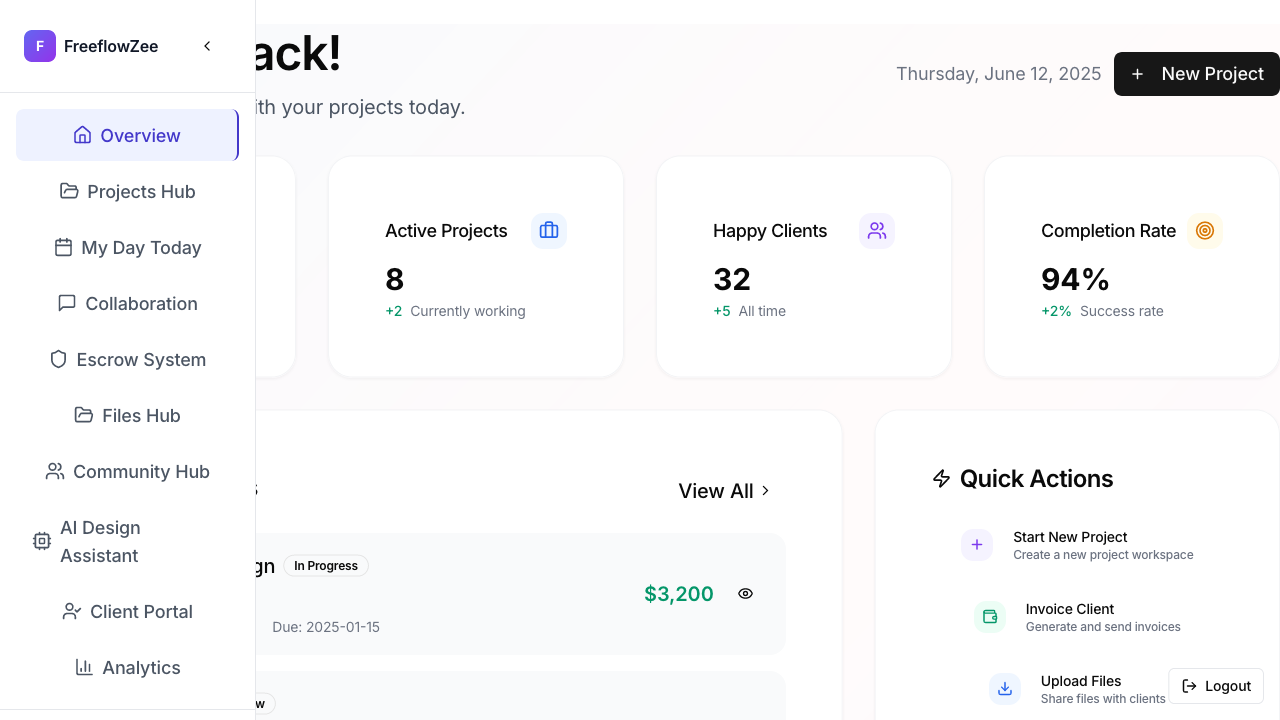 F
FreeflowZee
Overview
Projects Hub
My Day Today
Collaboration
Escrow System
Files Hub
Community Hub
AI Design
Assistant
Client Portal
Analytics
ack!
with your projects today.
Thursday, June 12, 2025
New Project
Active Projects
8
+2 Currently working
Happy Clients
32
+5 All time
Completion Rate
94%
+2% Success rate
View All
gn
In Progress
$3,200
Due: 2025-01-15
w
Quick Actions
Start New Project
Create a new project workspace
Invoice Client
Generate and send invoices
Upload Files
Share files with clients
Logout